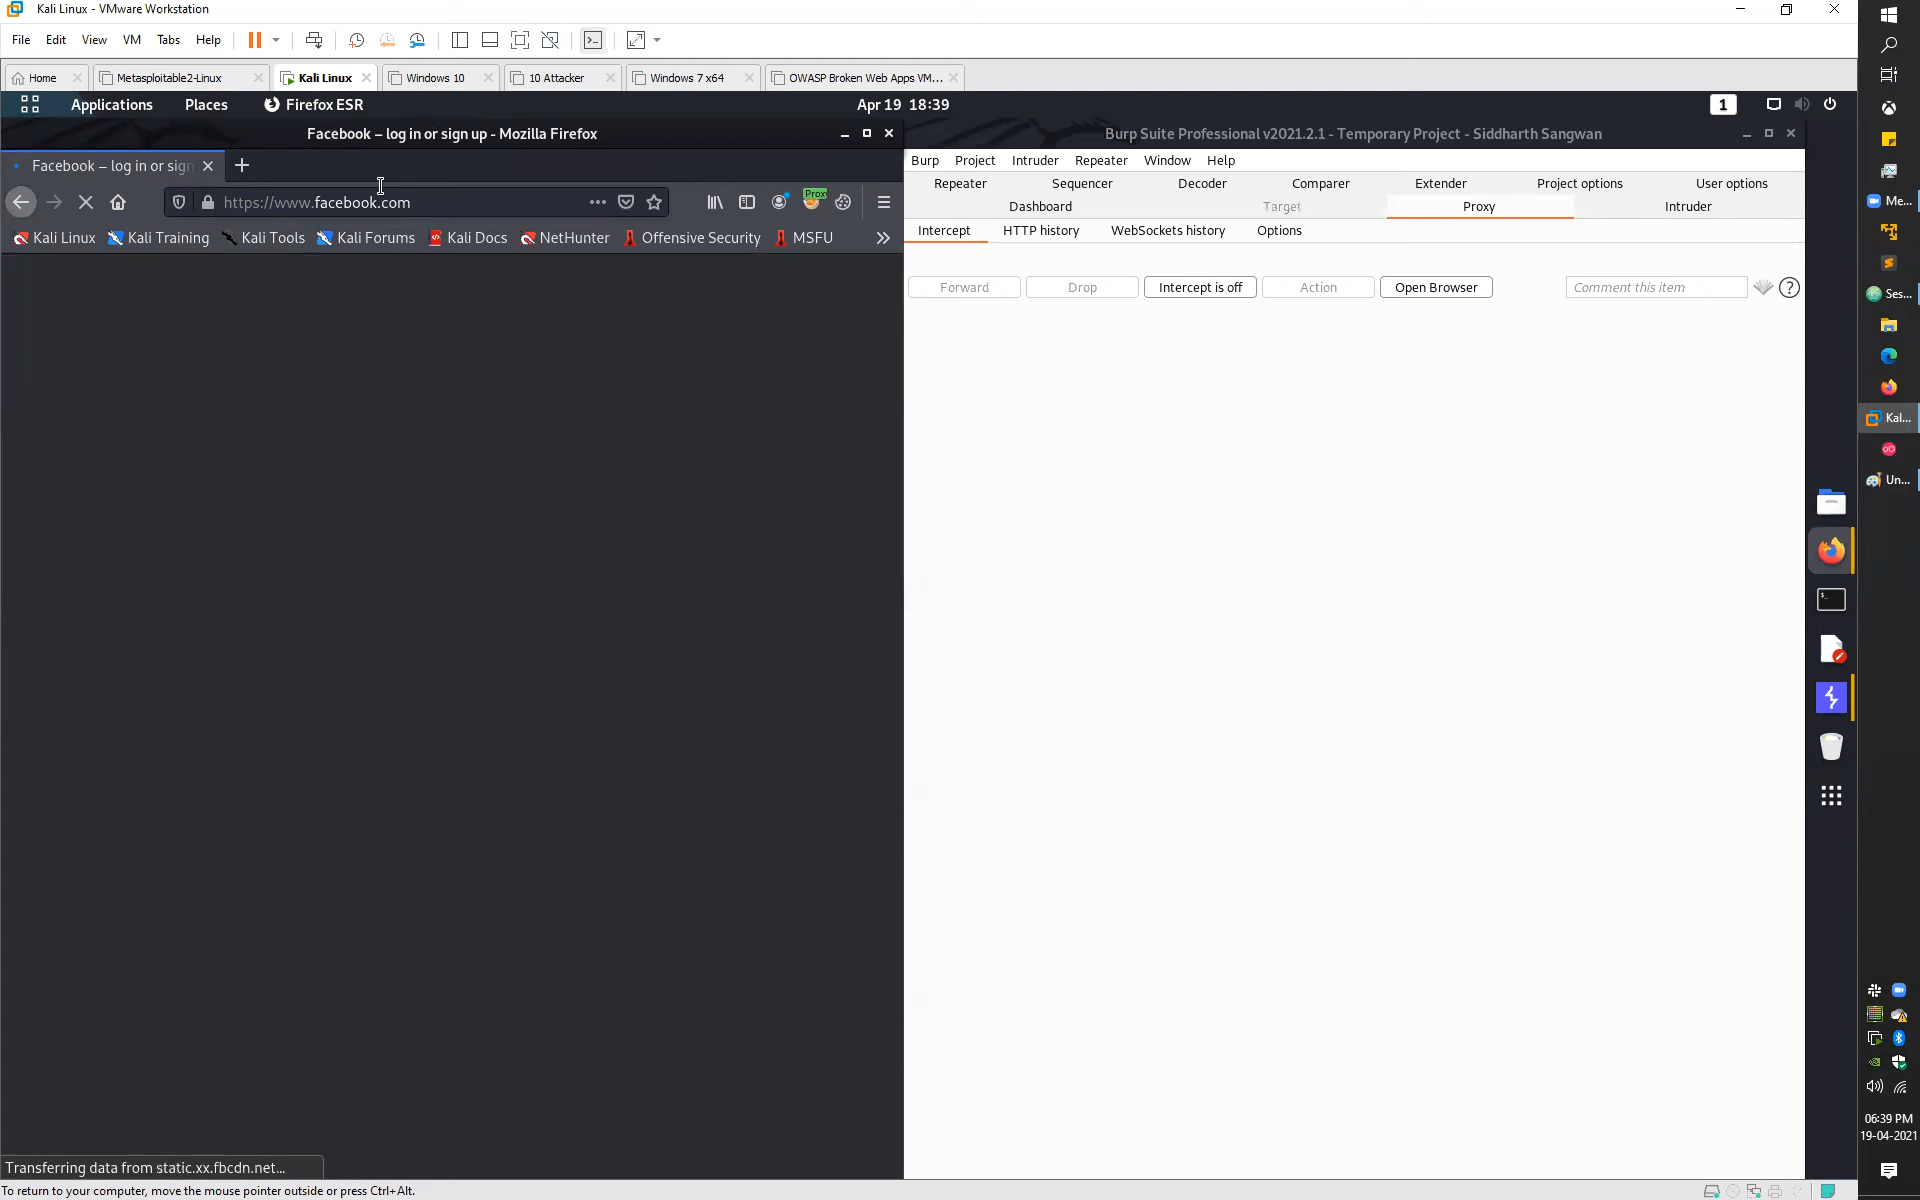 Kali Linux - VMware Workstation
File Edit View VM Tabs Help
Home Metasploitable2-Linux Kali Linux Windows 10 10 Attacker Windows 7 x64 OWASP Broken Web Apps VM...
Applications Places Firefox ESR Apr 19 18:39 1
Facebook – log in or sign up - Mozilla Firefox
Facebook – log in or sign
Prox
https://www.facebook.com
Kali Linux Kali Training Kali Tools Kali Forums Kali Docs NetHunter Offensive Security MSFU
Transferring data from static.xx.fbcdn.net...
Burp Suite Professional v2021.2.1 - Temporary Project - Siddharth Sangwan
Burp Project Intruder Repeater Window Help
Repeater Sequencer Decoder Comparer Extender Project options User options
Dashboard Target Proxy Intruder
Intercept HTTP history WebSockets history Options
Forward Drop Intercept is off Action Open Browser Comment this item ?
Me...
Ses...
Kal...
Un...
06:39 PM
19-04-2021
To return to your computer, move the mouse pointer outside or press Ctrl+Alt.